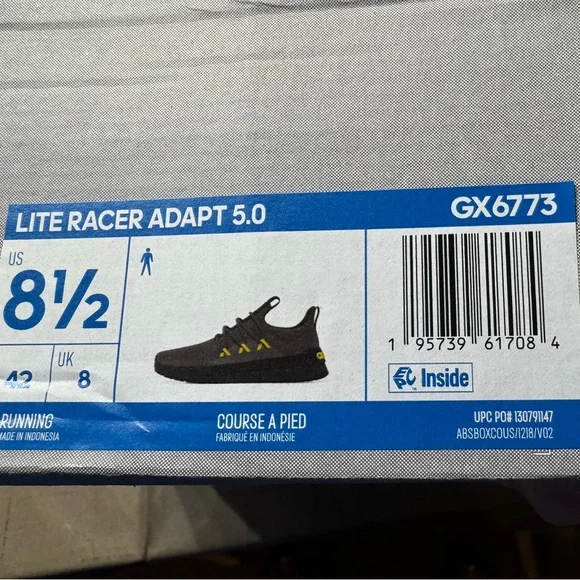 LITE RACER ADAPT 5.0
GX6773
US
8½
42
UK
8
1 95739 61708 4
Inside
RUNNING
MADE IN INDONESIA
COURSE A PIED
FABRIQUÉ EN INDONÉSIE
UPC PO# 130791147
ABSBOXCOUS/1218/V02